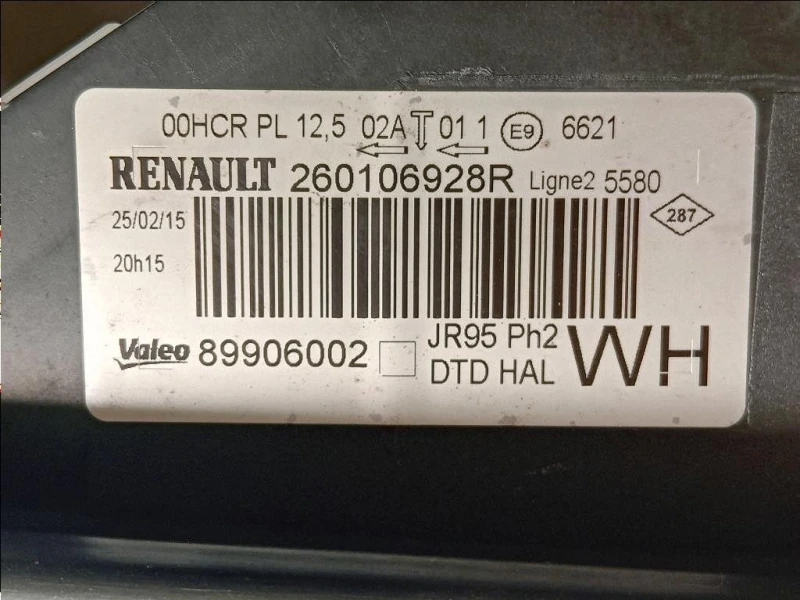 00HCR PL 12,5 02A 01 1 E9 6621
RENAULT 260106928R Ligne2 5580
25/02/15
287
20h15
Valeo 89906002
JR95 Ph2
DTD HAL
WH